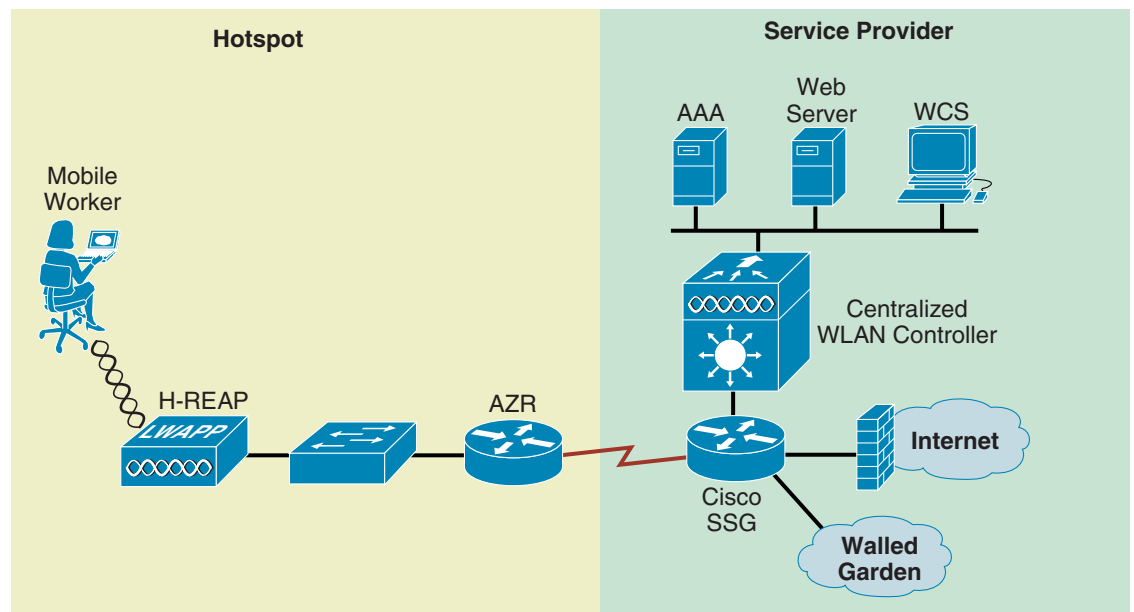 Hotspot
Service Provider
AAA
Web
Server
WCS
Mobile
Worker
Centralized
WLAN Controller
H-REAP
LWAPP
AZR
Cisco
SSG
Internet
Walled
Garden